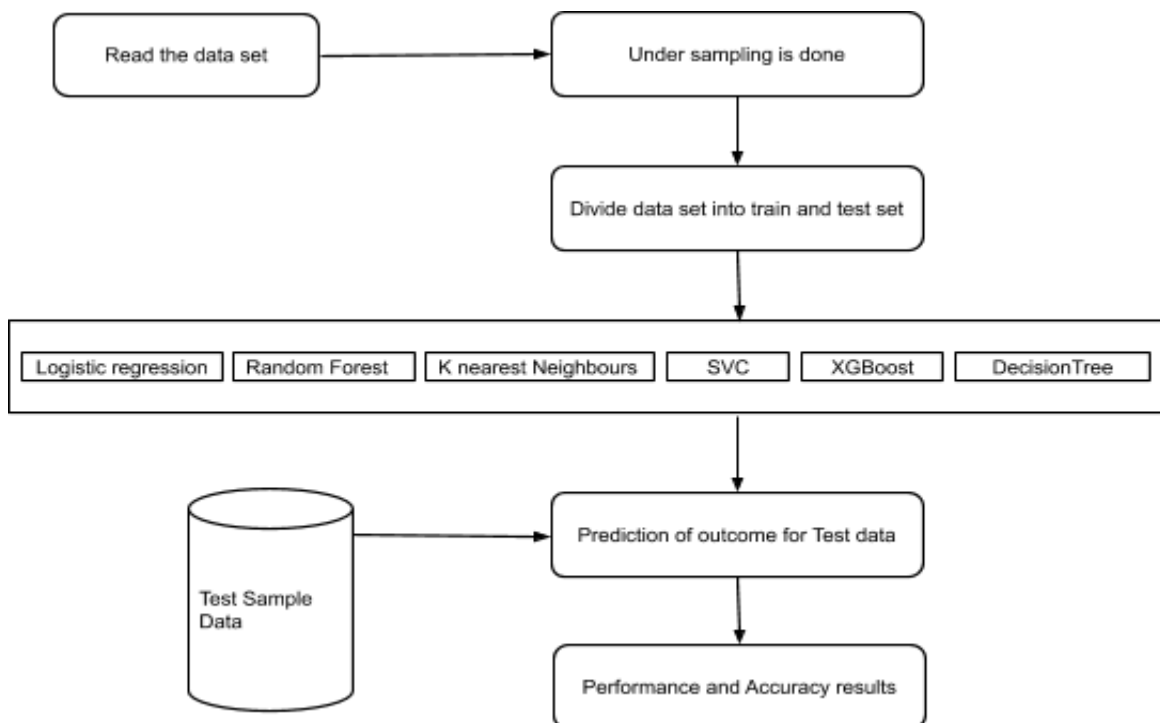 Read the data set
Under sampling is done
Divide data set into train and test set
Logistic regression
Random Forest
K nearest Neighbours
SVC
XGBoost
DecisionTree
Prediction of outcome for Test data
Test Sample
Data
Performance and Accuracy results